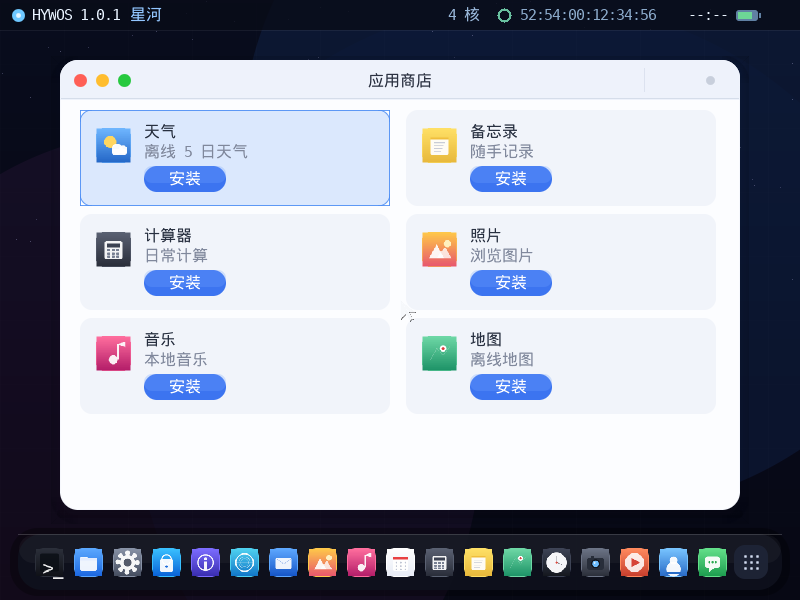 HYWOS 1.0.1 星河
4 核 52:54:00:12:34:56 --:--
应用商店
天气
离线 5 日天气
安装
备忘录
随手记录
安装
计算器
日常计算
安装
照片
浏览图片
安装
音乐
本地音乐
安装
地图
离线地图
安装
>_